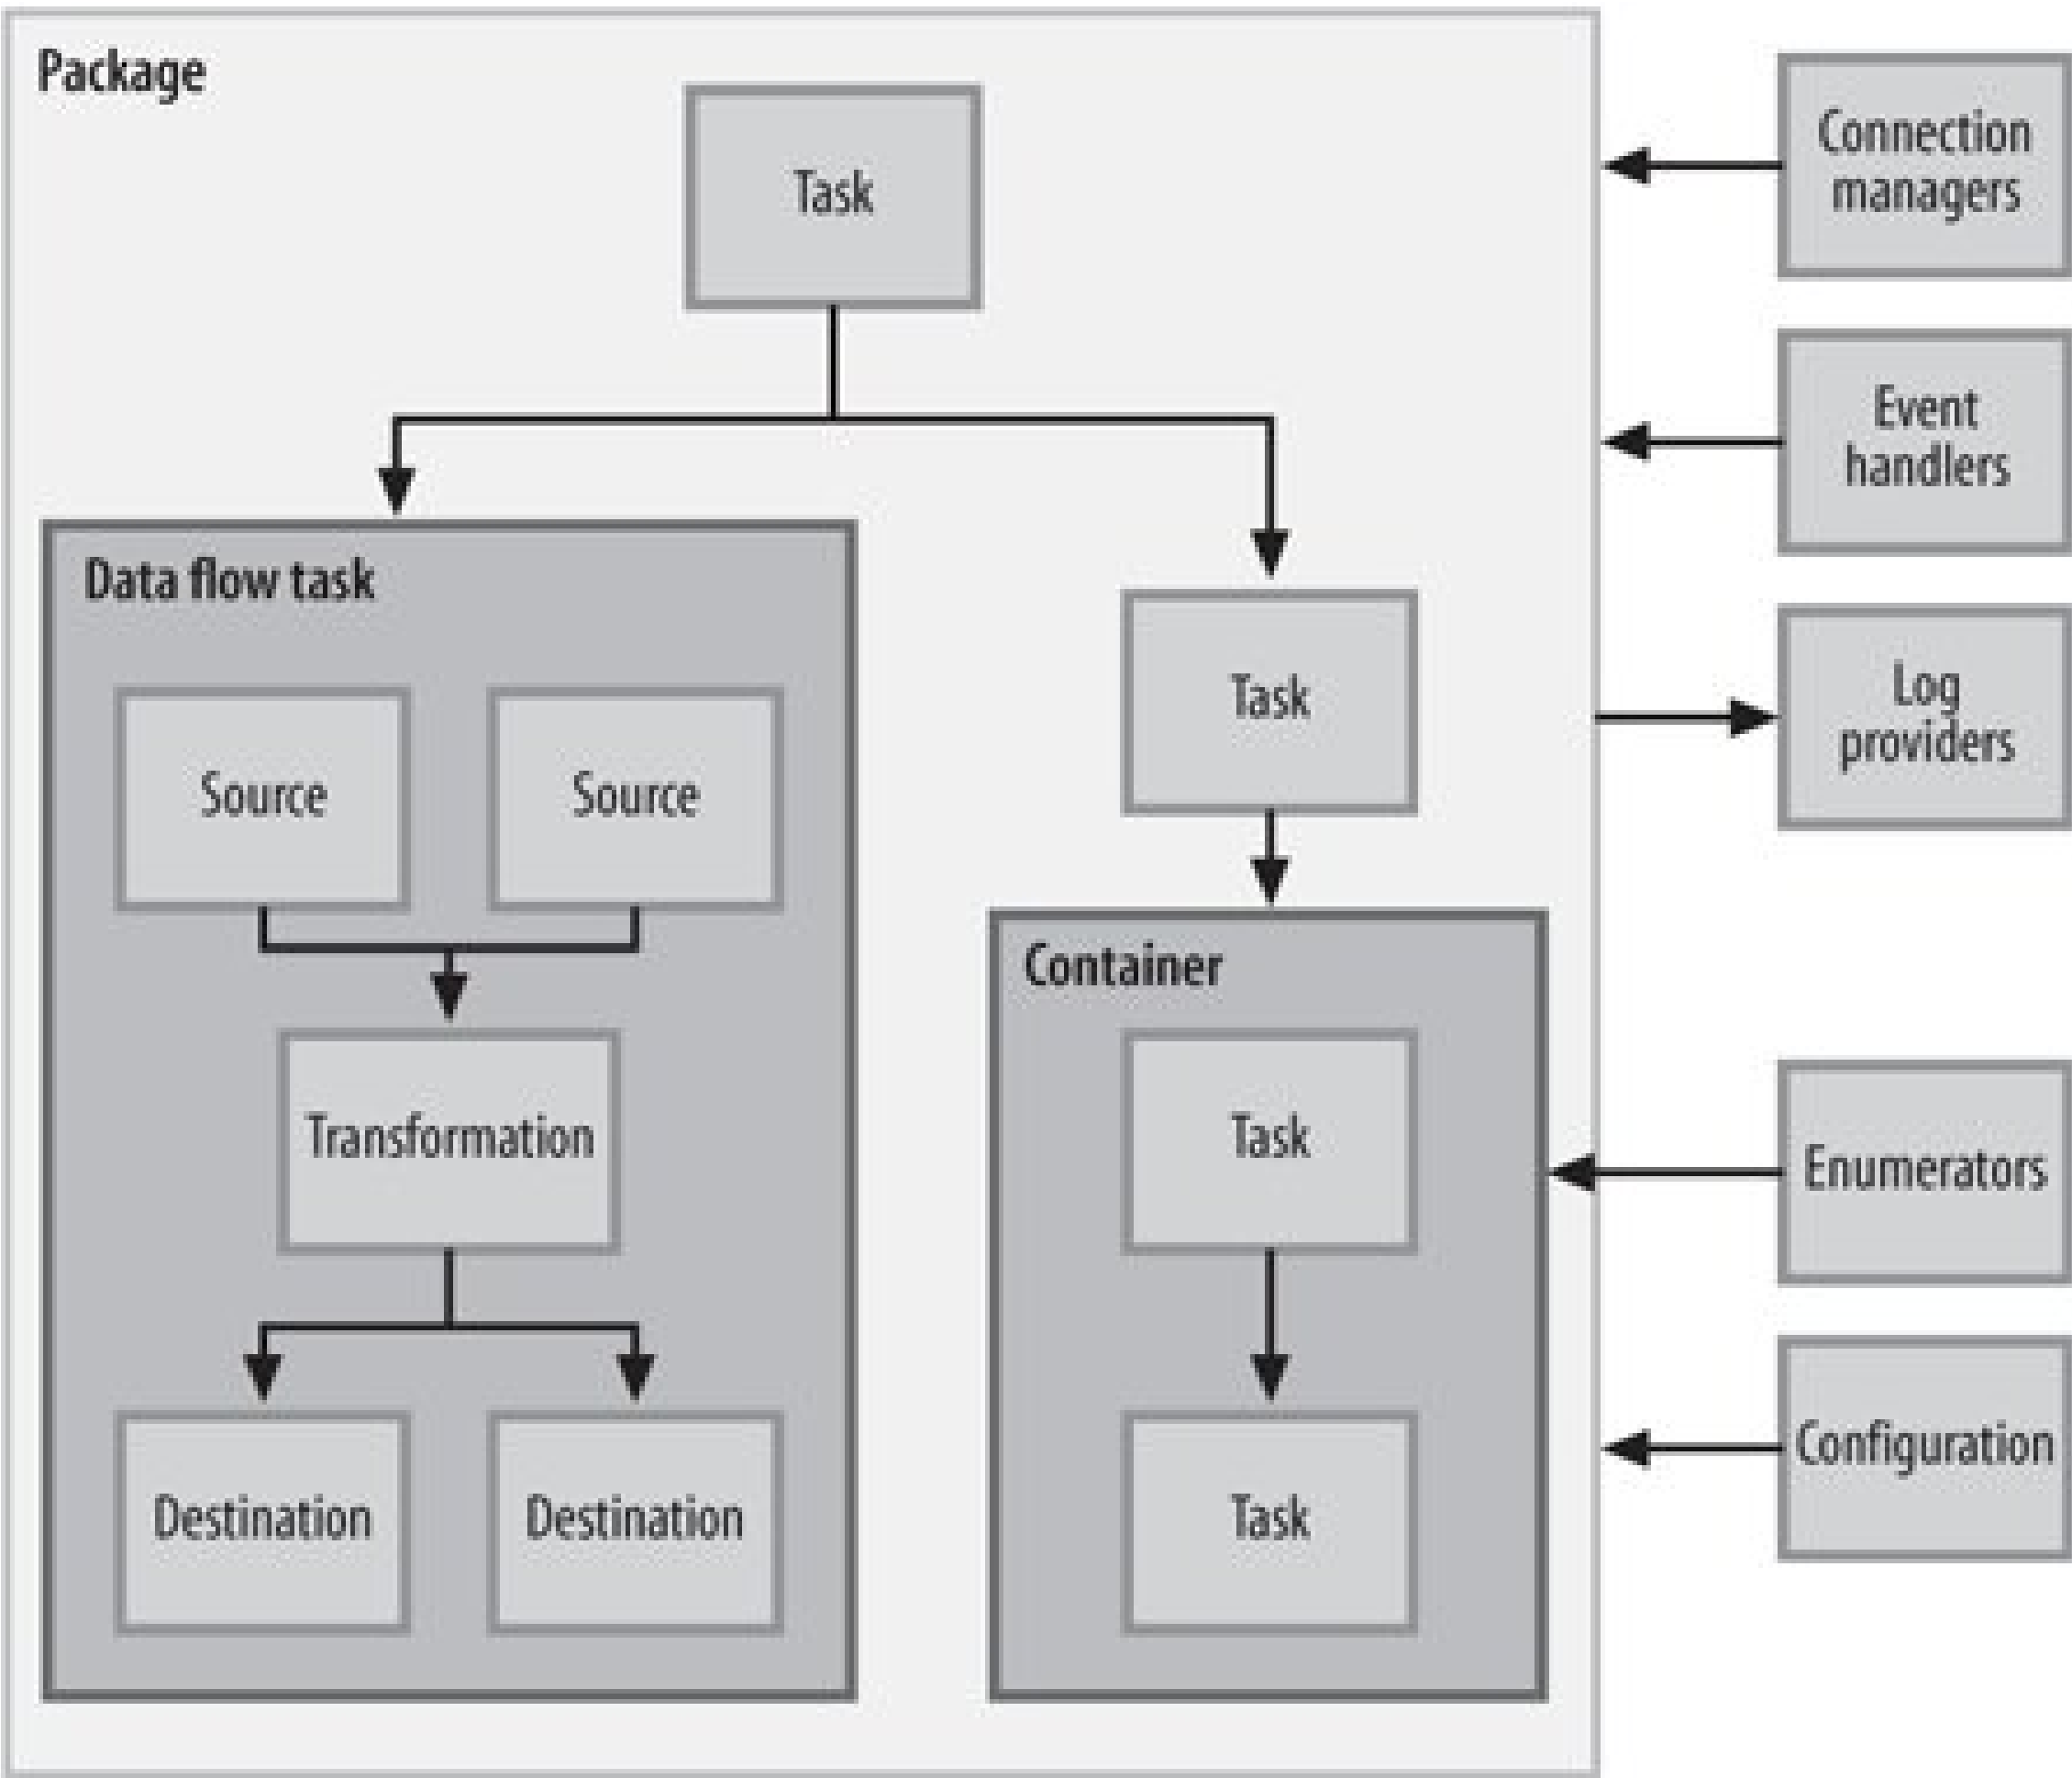 Package
Task
Data flow task
Source
Source
Transformation
Destination
Destination
Task
Container
Task
Task
Connection
managers
Event
handlers
Log
providers
Enumerators
Configuration